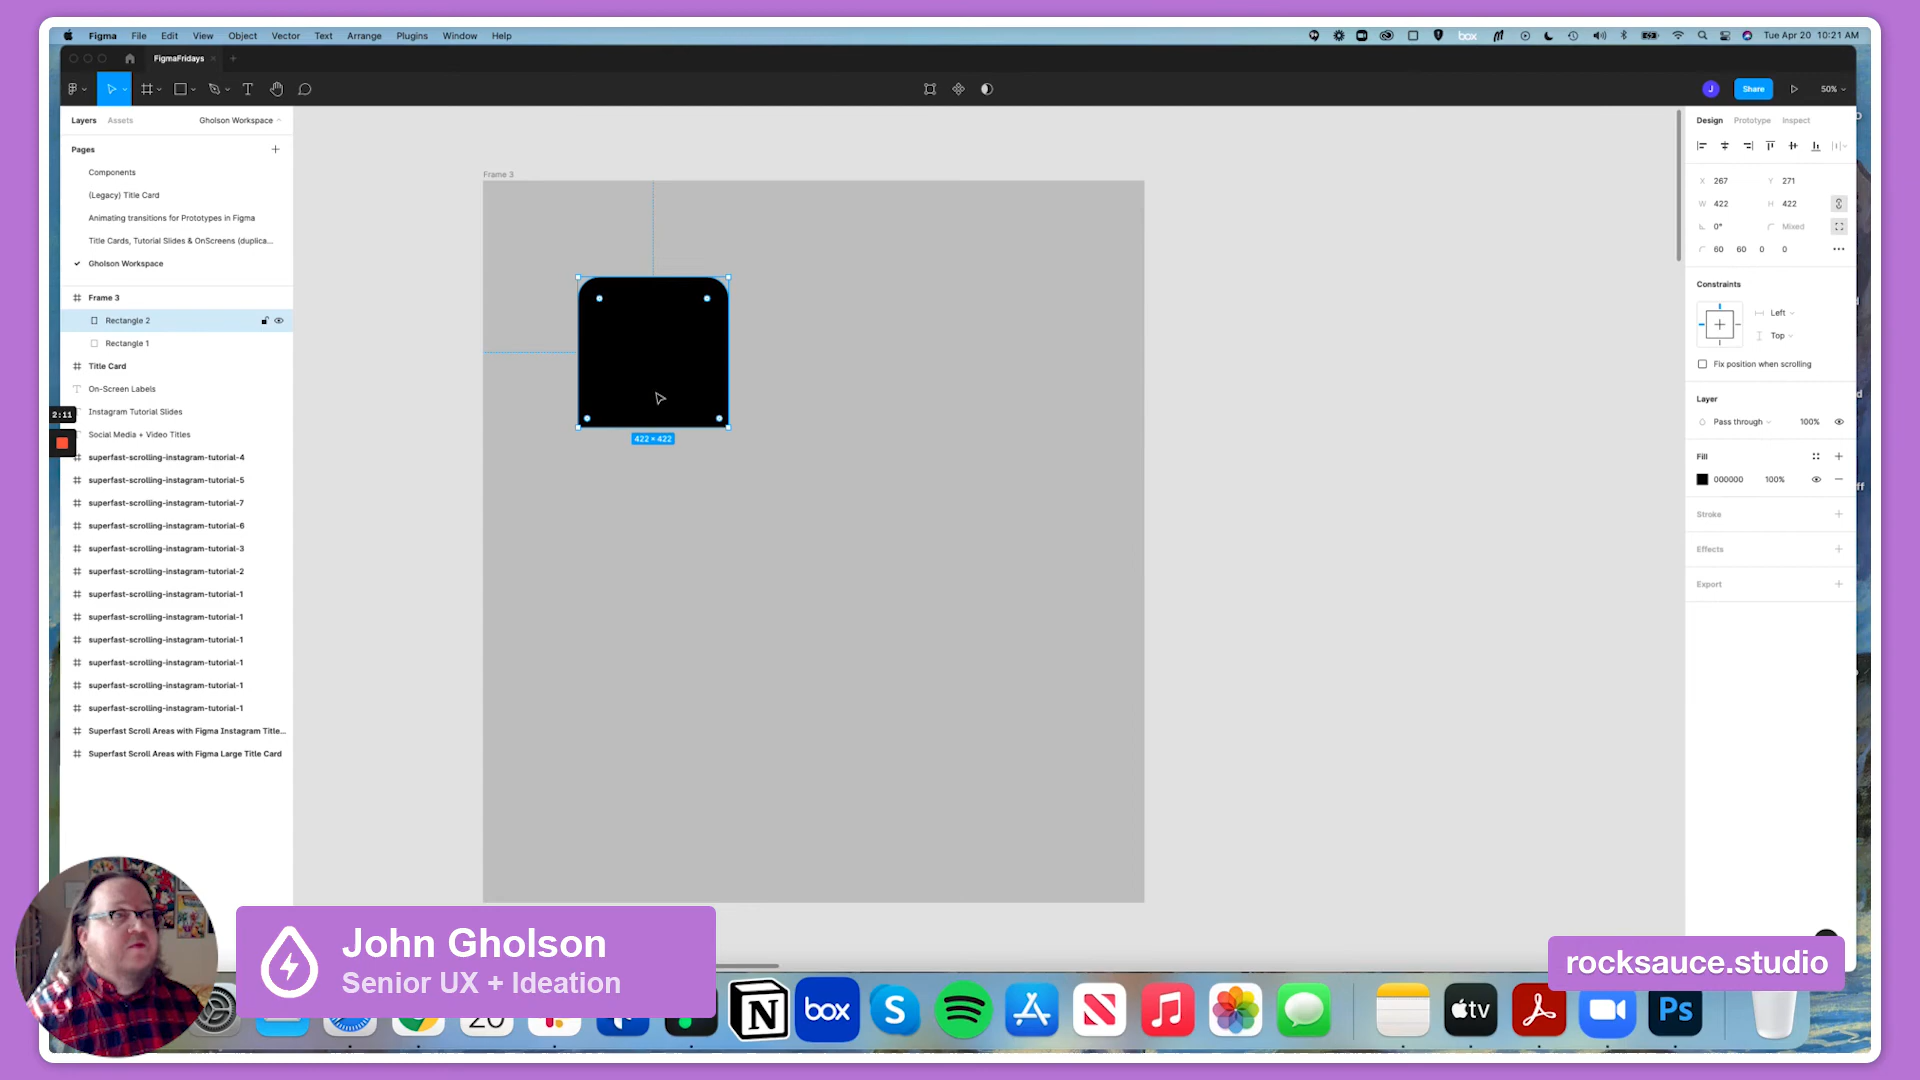 Figma File Edit View Object Vector Text Arrange Plugins Window Help
box
Tue Apr 20 10:21 AM
FigmaFridays
J
Share
50%
Layers
Assets
Gholson Workspace
Pages
Components
(Legacy) Title Card
Animating transitions for Prototypes in Figma
Title Cards, Tutorial Slides & OnScreens (duplica...
Gholson Workspace
Frame 3
Rectangle 2
Rectangle 1
Title Card
On-Screen Labels
Instagram Tutorial Slides
Social Media + Video Titles
superfast-scrolling-instagram-tutorial-4
superfast-scrolling-instagram-tutorial-5
superfast-scrolling-instagram-tutorial-7
superfast-scrolling-instagram-tutorial-6
superfast-scrolling-instagram-tutorial-3
superfast-scrolling-instagram-tutorial-2
superfast-scrolling-instagram-tutorial-1
superfast-scrolling-instagram-tutorial-1
superfast-scrolling-instagram-tutorial-1
superfast-scrolling-instagram-tutorial-1
superfast-scrolling-instagram-tutorial-1
superfast-scrolling-instagram-tutorial-1
Superfast Scroll Areas with Figma Instagram Title...
Superfast Scroll Areas with Figma Large Title Card
2:11
Frame 3
422 × 422
Design
Prototype
Inspect
X 267 Y 271
W 422 H 422
0° Mixed
60 60 0 0
Constraints
Left
Top
Fix position when scrolling
Layer
Pass through 100%
Fill
000000 100%
Stroke
Effects
Export
John Gholson
Senior UX + Ideation
rocksauce.studio
20
N
box
S
tv
Ps